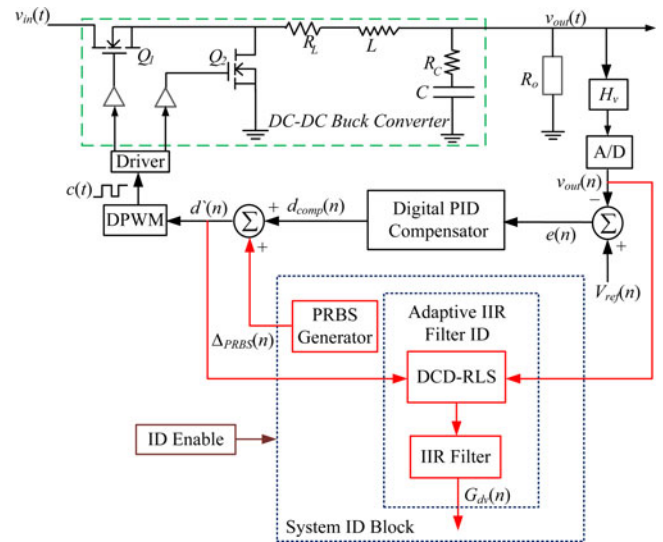 v_in(t)
v_out(t)
Q_1
Q_2
R_L
L
R_C
C
R_o
H_v
DC-DC Buck Converter
A/D
Driver
c(t)
v_out(n)
DPWM
d`(n)
Σ
+
+
d_comp(n)
Digital PID
Compensator
e(n)
Σ
−
+
V_ref(n)
PRBS
Generator
Δ_PRBS(n)
Adaptive IIR
Filter ID
DCD-RLS
ID Enable
IIR Filter
G_dv(n)
System ID Block